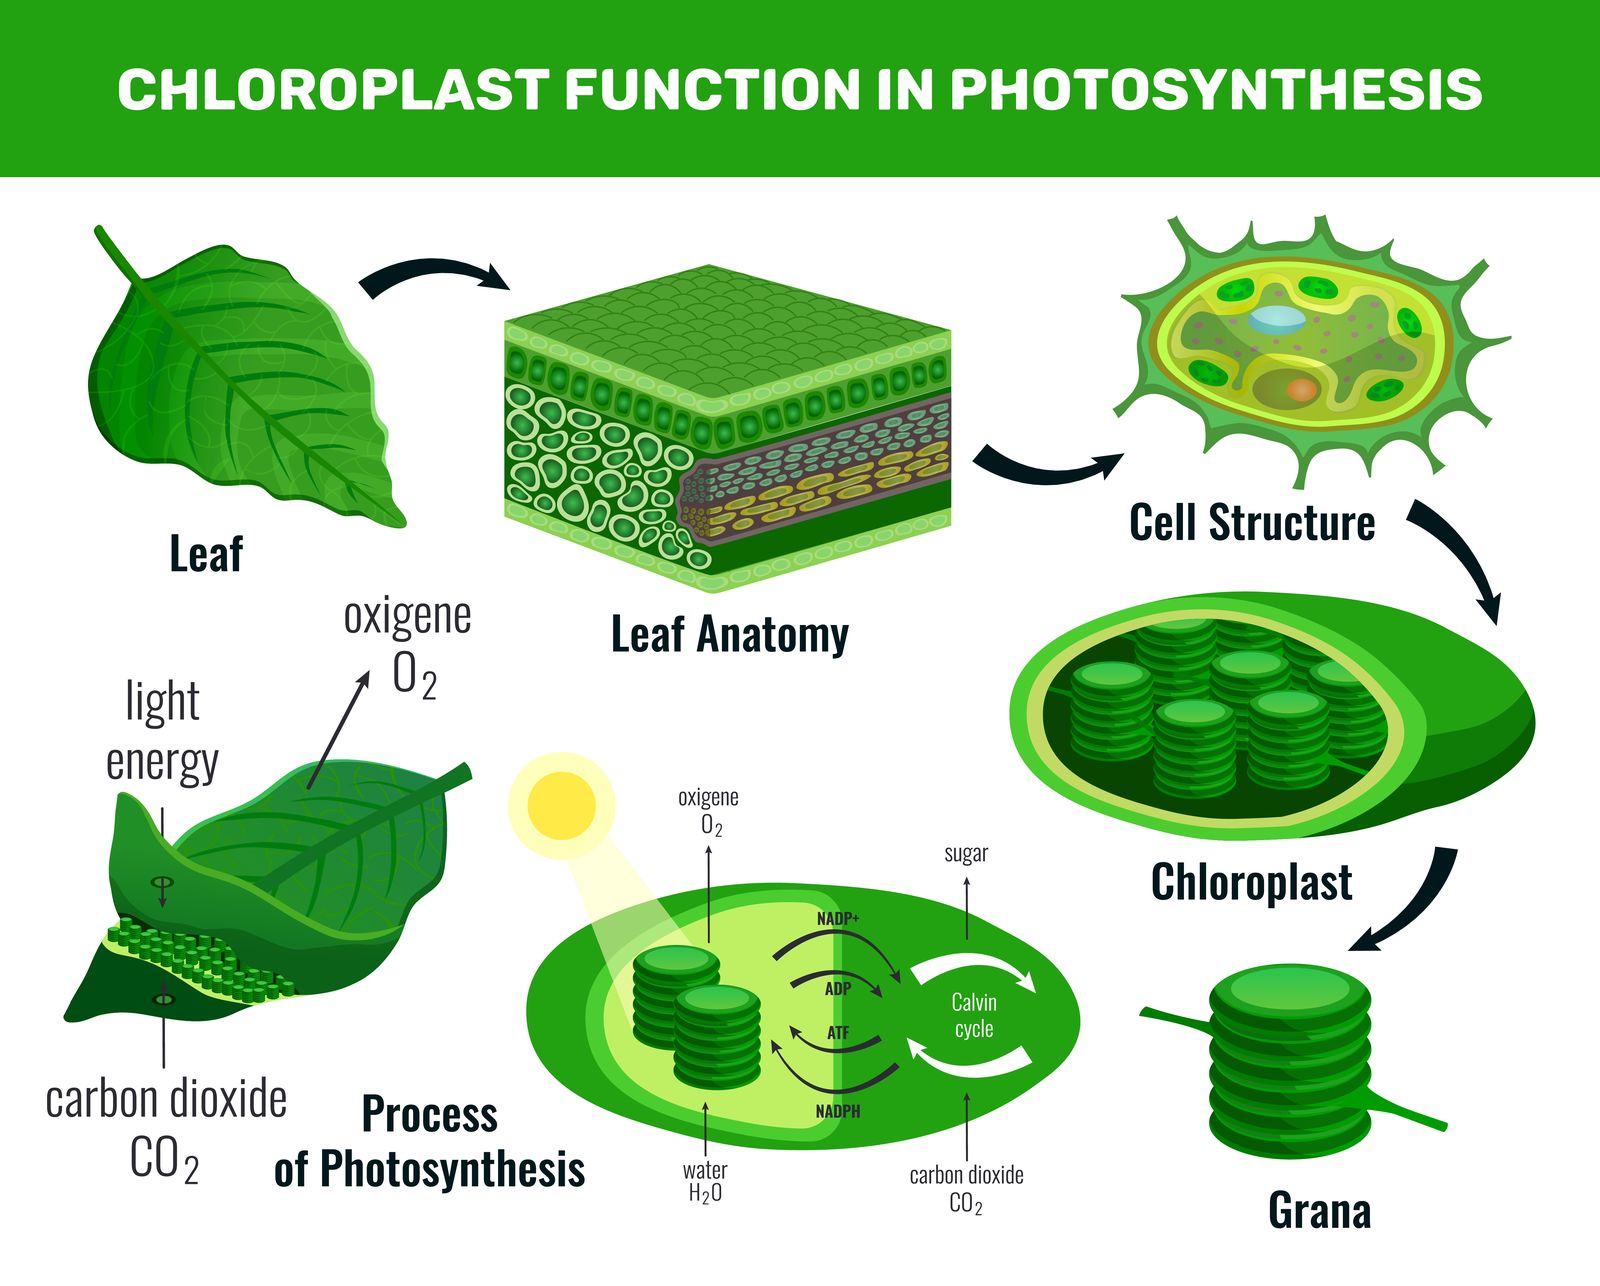 CHLOROPLAST FUNCTION IN PHOTOSYNTHESIS
Leaf
Leaf Anatomy
Cell Structure
Chloroplast
Grana
oxigene
O₂
light
energy
carbon dioxide
CO₂
Process
of Photosynthesis
oxigene
O₂
sugar
NADP+
ADP
ATF
NADPH
Calvin
cycle
water
H₂O
carbon dioxide
CO₂